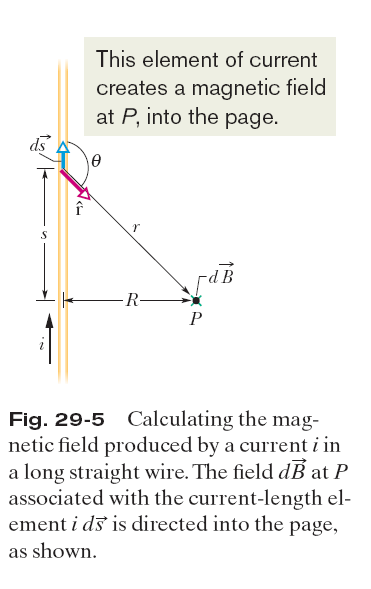 This element of current
creates a magnetic field
at P, into the page.
ds⃗
θ
r̂
s
r
dB⃗
R
P
i
Fig. 29-5 Calculating the mag-
netic field produced by a current i in
a long straight wire. The field dB⃗ at P
associated with the current-length el-
ement i ds⃗ is directed into the page,
as shown.